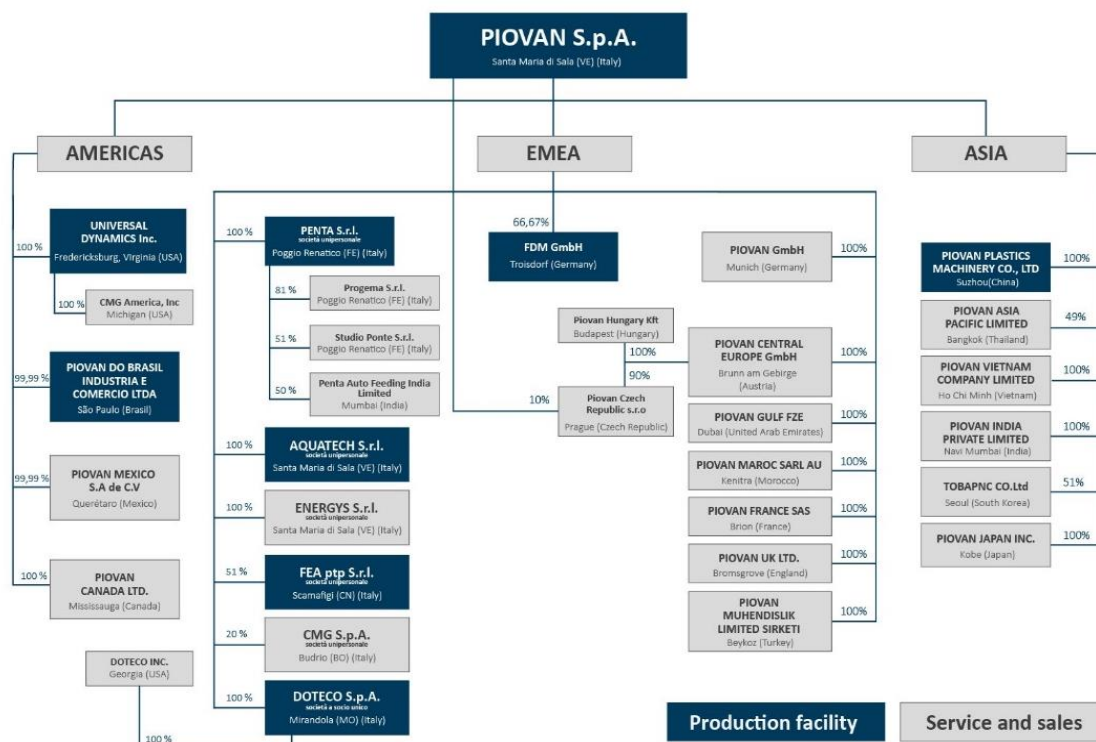 PIOVAN S.p.A.
Santa Maria di Sala (VE) (Italy)
AMERICAS
EMEA
ASIA
100 %
UNIVERSAL
DYNAMICS Inc.
Fredericksburg, Virginia (USA)
100 %
CMG America, Inc
Michigan (USA)
99,99 %
PIOVAN DO BRASIL
INDUSTRIA E
COMERCIO LTDA
São Paulo (Brasil)
99,99 %
PIOVAN MEXICO
S.A de C.V
Querétaro (Mexico)
100 %
PIOVAN
CANADA LTD.
Mississauga (Canada)
DOTECO INC.
Georgia (USA)
100 %
100 %
PENTA S.r.l.
società unipersonale
Poggio Renatico (FE) (Italy)
81 %
Progema S.r.l.
Poggio Renatico (FE) (Italy)
51 %
Studio Ponte S.r.l.
Poggio Renatico (FE) (Italy)
50 %
Penta Auto Feeding India
Limited
Mumbai (India)
100 %
AQUATECH S.r.l.
società unipersonale
Santa Maria di Sala (VE) (Italy)
100 %
ENERGYS S.r.l.
società unipersonale
Santa Maria di Sala (VE) (Italy)
51 %
FEA ptp S.r.l.
società unipersonale
Scarnafigi (CN) (Italy)
20 %
CMG S.p.A.
società unipersonale
Budrio (BO) (Italy)
100 %
DOTECO S.p.A.
società a socio unico
Mirandola (MO) (Italy)
66,67%
FDM GmbH
Troisdorf (Germany)
Piovan Hungary Kft
Budapest (Hungary)
100%
90%
10%
Piovan Czech
Republic s.r.o
Prague (Czech Republic)
PIOVAN GmbH
Munich (Germany)
100%
PIOVAN CENTRAL
EUROPE GmbH
Brunn am Gebirge
(Austria)
100%
PIOVAN GULF FZE
Dubai (United Arab Emirates)
100%
PIOVAN MAROC SARL AU
Kenitra (Morocco)
100%
PIOVAN FRANCE SAS
Brion (France)
100%
PIOVAN UK LTD.
Bromsgrove (England)
100%
PIOVAN
MUHENDISLIK
LIMITED SIRKETI
Beykoz (Turkey)
100%
PIOVAN PLASTICS
MACHINERY CO., LTD
Suzhou(China)
100%
PIOVAN ASIA
PACIFIC LIMITED
Bangkok (Thailand)
49%
PIOVAN VIETNAM
COMPANY LIMITED
Ho Chi Minh (Vietnam)
100%
PIOVAN INDIA
PRIVATE LIMITED
Navi Mumbai (India)
100%
TOBAPNC CO.Ltd
Seoul (South Korea)
51%
PIOVAN JAPAN INC.
Kobe (Japan)
100%
Production facility
Service and sales